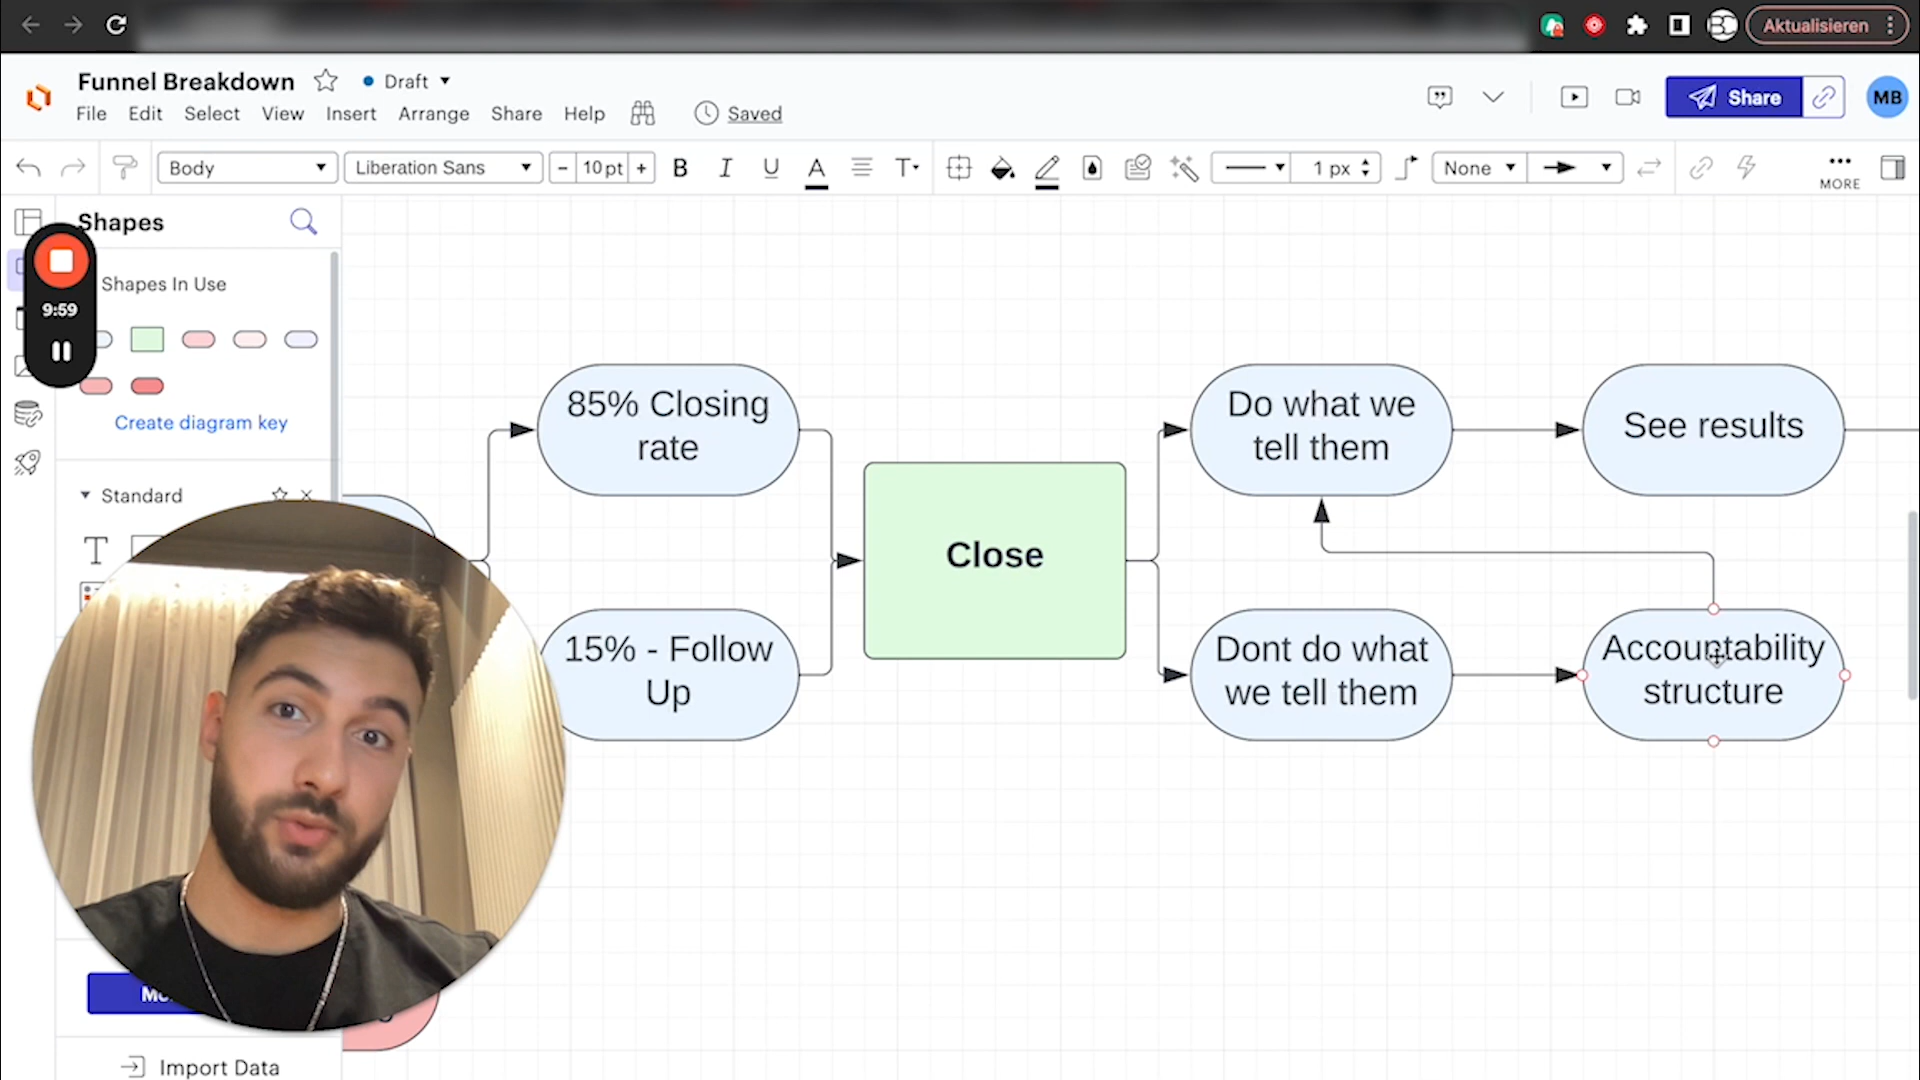 Aktualisieren
Funnel Breakdown
Draft
File Edit Select View Insert Arrange Share Help
Saved
Share
MB
Body
Liberation Sans
- 10 pt +
B I U A T
1 px
None
MORE
Shapes
9:59
Shapes In Use
Create diagram key
Standard
T
Import Data
85% Closing
rate
15% - Follow
Up
Close
Do what we
tell them
Dont do what
we tell them
See results
Accountability
structure